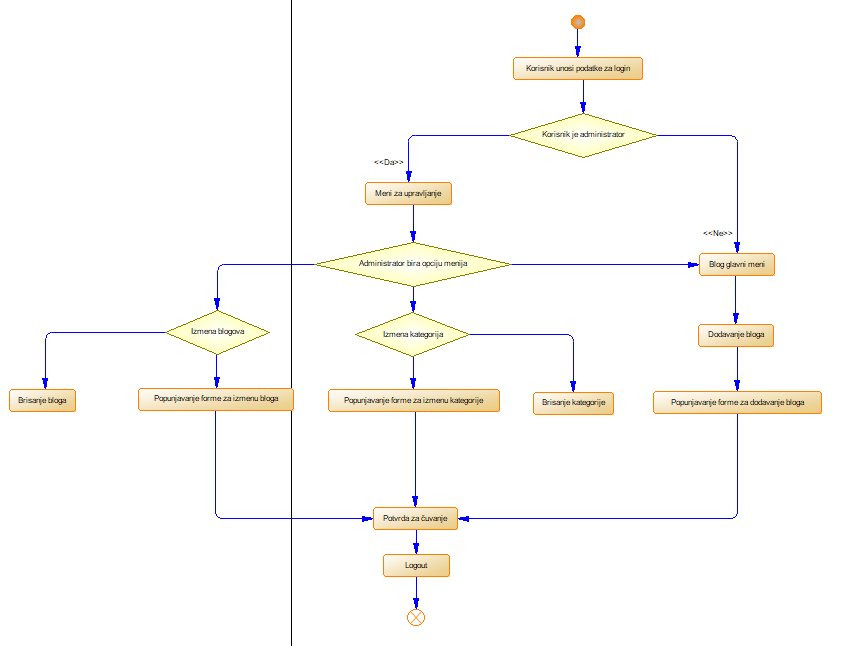 Korisnik unosi podatke za login
Korisnik je administrator
<<Da>>
Meni za upravljanje
<<Ne>>
Administrator bira opciju menija
Blog glavni meni
Izmena blogova
Izmena kategorija
Dodavanje bloga
Brisanje bloga
Popunjavanje forme za izmenu bloga
Popunjavanje forme za izmenu kategorije
Brisanje kategorije
Popunjavanje forme za dodavanje bloga
Potvrda za čuvanje
Logout